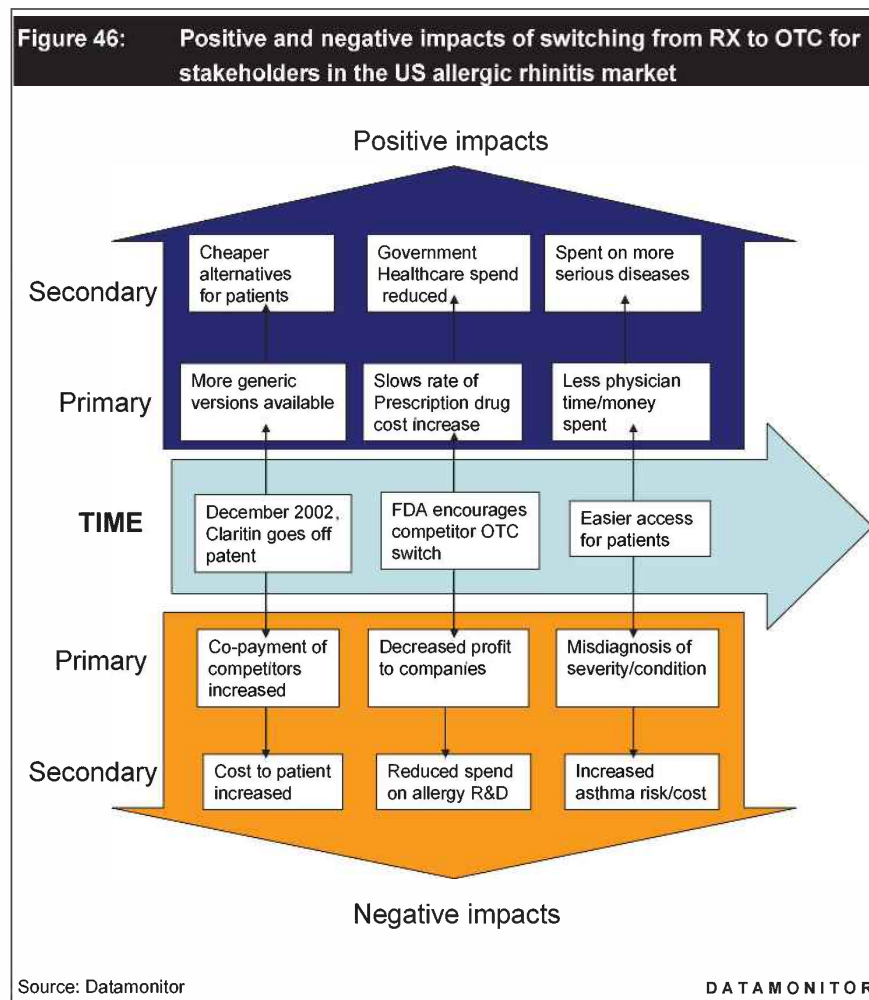 Figure 46: Positive and negative impacts of switching from RX to OTC for
stakeholders in the US allergic rhinitis market
Positive impacts
Secondary
Cheaper
alternatives
for patients
Government
Healthcare spend
reduced
Spent on more
serious diseases
Primary
More generic
versions available
Slows rate of
Prescription drug
cost increase
Less physician
time/money
spent
TIME
December 2002,
Claritin goes off
patent
FDA encourages
competitor OTC
switch
Easier access
for patients
Primary
Co-payment of
competitors
increased
Decreased profit
to companies
Misdiagnosis of
severity/condition
Secondary
Cost to patient
increased
Reduced spend
on allergy R&D
Increased
asthma risk/cost
Negative impacts
Source: Datamonitor
DATAMONITOR